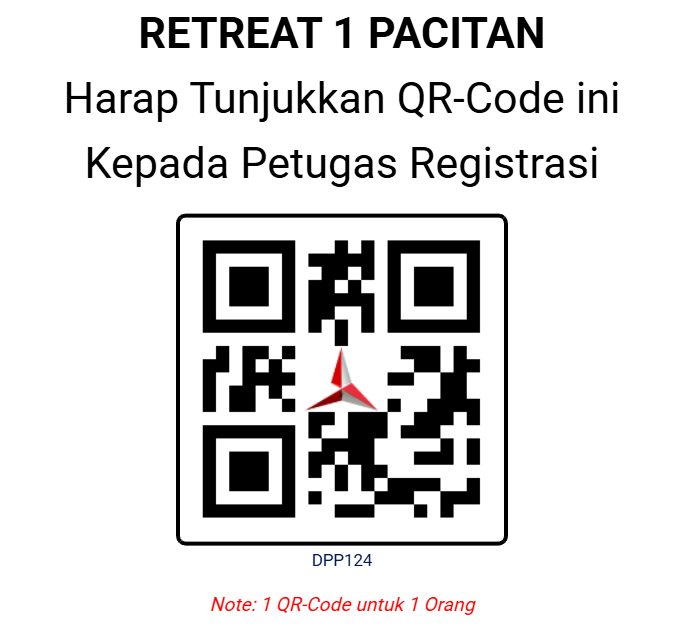 RETREAT 1 PACITAN
Harap Tunjukkan QR-Code ini
Kepada Petugas Registrasi
DPP124
Note: 1 QR-Code untuk 1 Orang